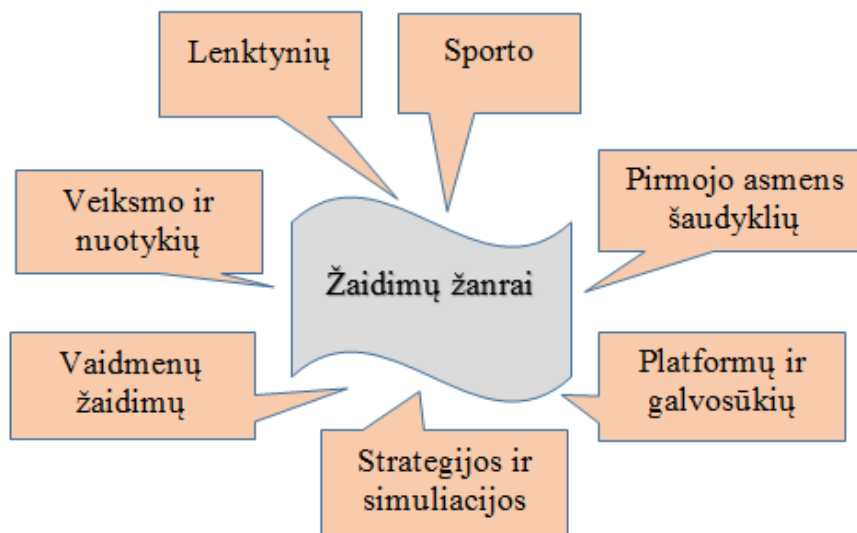 Lenktynių
Sporto
Pirmojo asmens
šaudyklių
Veiksmo ir
nuotykių
Žaidimų žanrai
Vaidmenų
žaidimų
Platformų ir
galvosūkių
Strategijos ir
simuliacijos